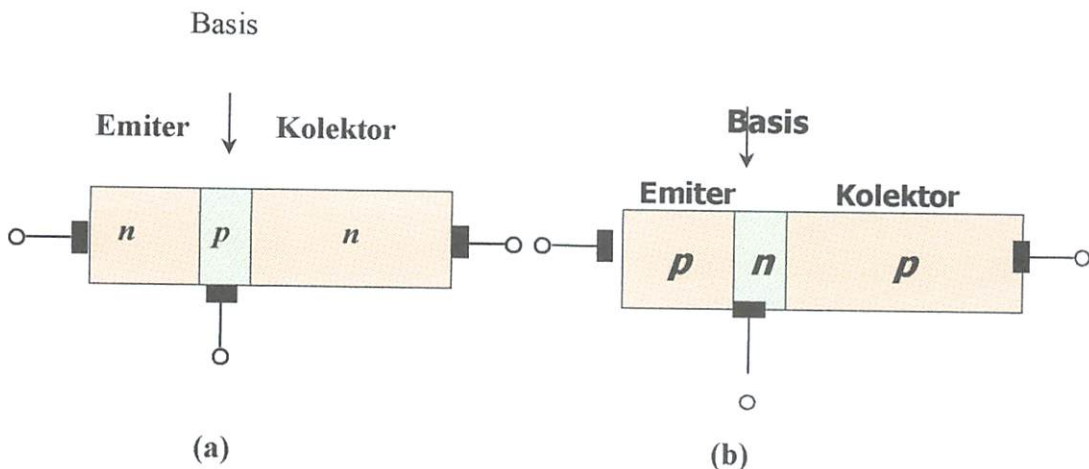 Basis
Emiter
Kolektor
n
p
n
(a)
Basis
Emiter
Kolektor
p
n
p
(b)